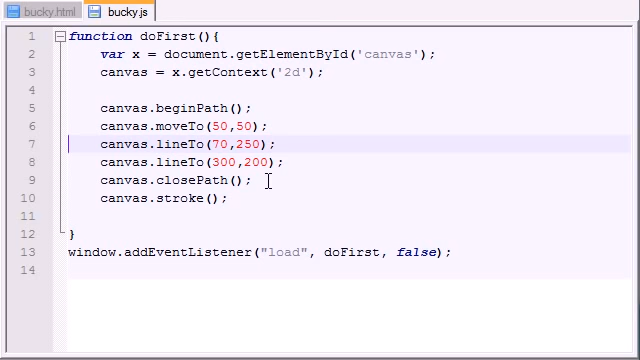 bucky.html bucky.js
1 function doFirst(){
2 var x = document.getElementById('canvas');
3 canvas = x.getContext('2d');
4
5 canvas.beginPath();
6 canvas.moveTo(50,50);
7 canvas.lineTo(70,250);
8 canvas.lineTo(300,200);
9 canvas.closePath();
10 canvas.stroke();
11
12 }
13 window.addEventListener("load", doFirst, false);
14